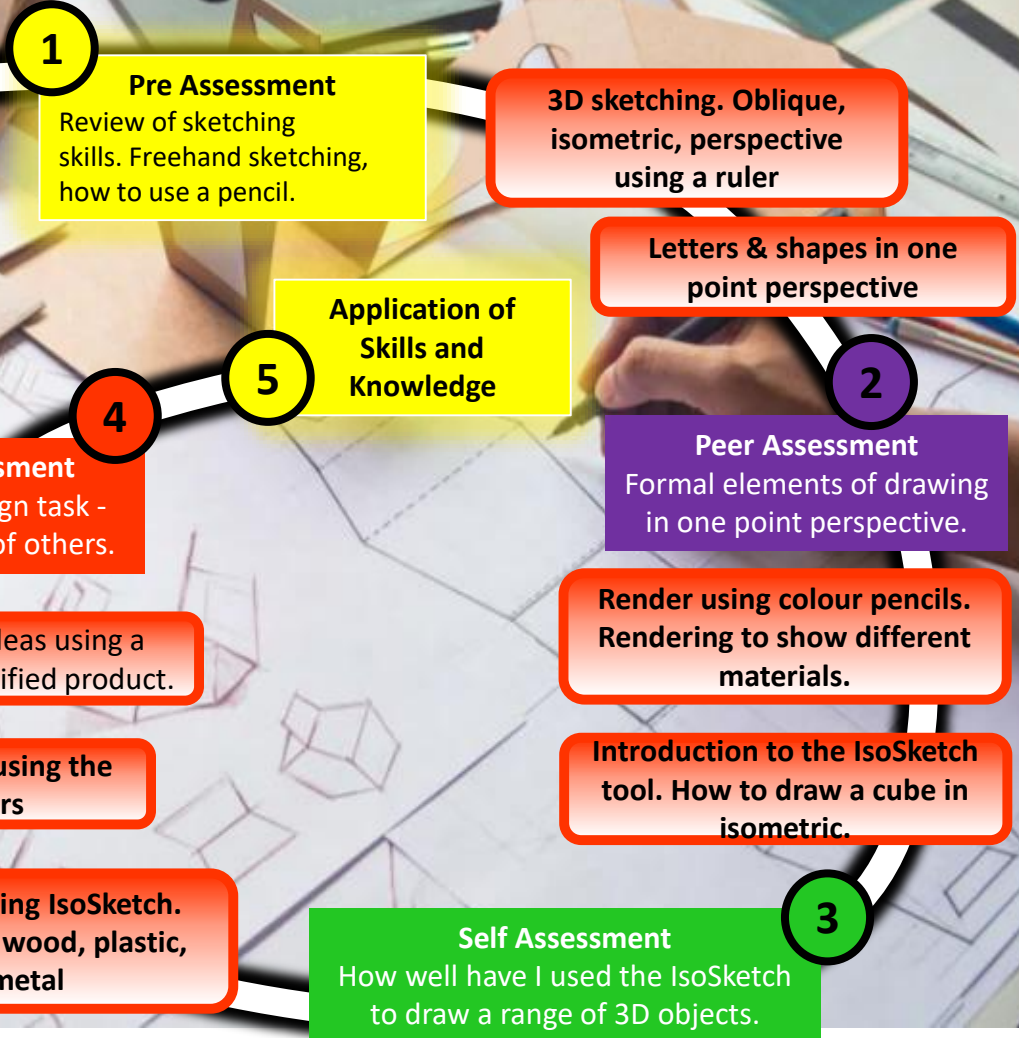 1
Pre Assessment
Review of sketching
skills. Freehand sketching,
how to use a pencil.
3D sketching. Oblique,
isometric, perspective
using a ruler
Letters & shapes in one
point perspective
2
Peer Assessment
Formal elements of drawing
in one point perspective.
Render using colour pencils.
Rendering to show different
materials.
Introduction to the IsoSketch
tool. How to draw a cube in
isometric.
3
Self Assessment
How well have I used the IsoSketch
to draw a range of 3D objects.
ing IsoSketch.
wood, plastic,
metal
using the
rs
deas using a
ified product.
4
sment
gn task -
of others.
5
Application of
Skills and
Knowledge